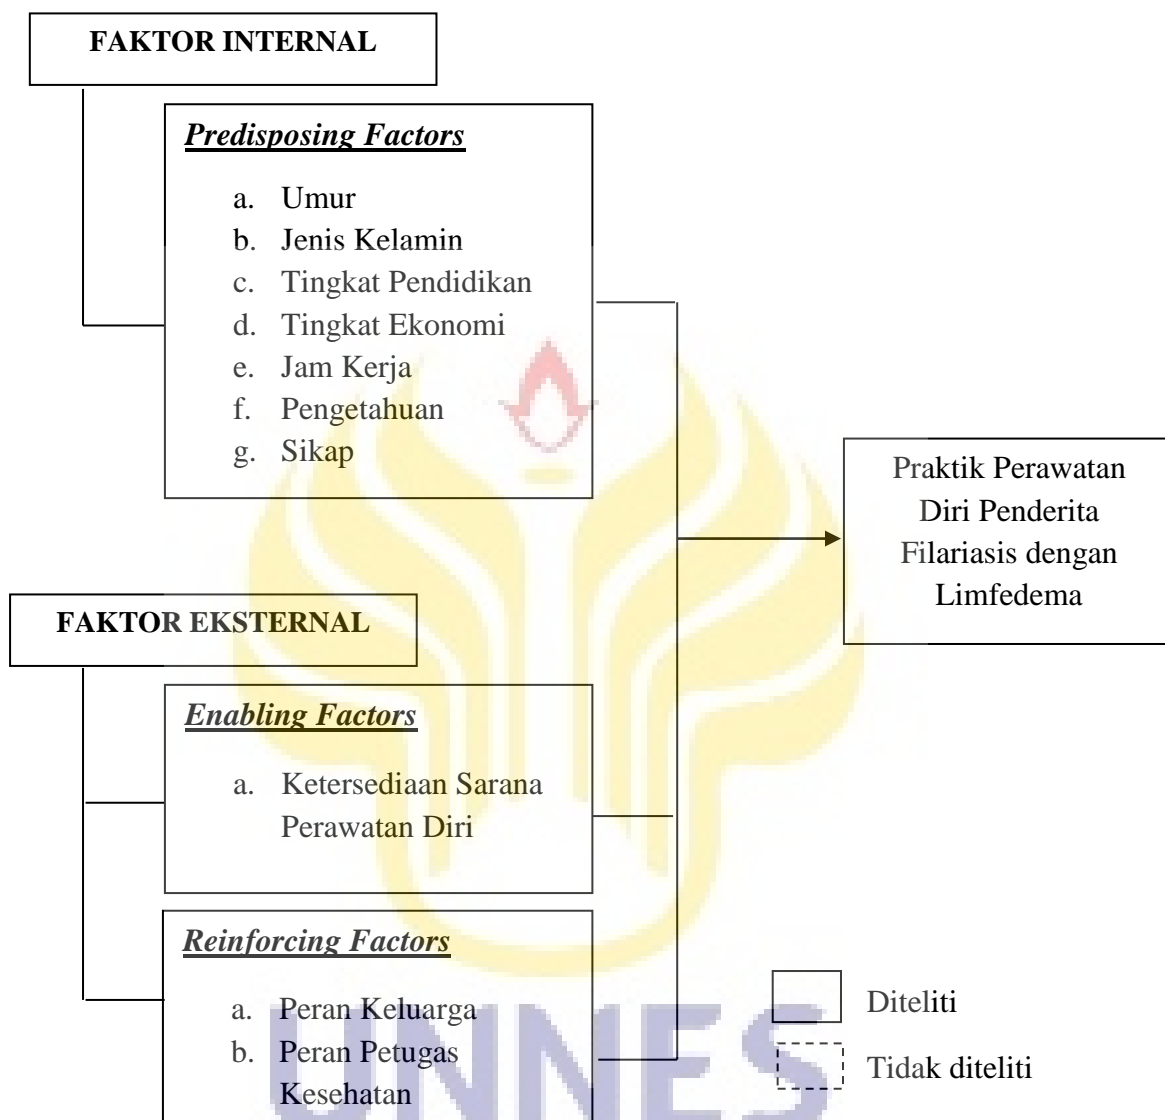 FAKTOR INTERNAL
Predisposing Factors
a. Umur
b. Jenis Kelamin
c. Tingkat Pendidikan
d. Tingkat Ekonomi
e. Jam Kerja
f. Pengetahuan
g. Sikap
Praktik Perawatan
Diri Penderita
Filariasis dengan
Limfedema
FAKTOR EKSTERNAL
Enabling Factors
a. Ketersediaan Sarana
Perawatan Diri
Reinforcing Factors
a. Peran Keluarga
b. Peran Petugas
Kesehatan
Diteliti
Tidak diteliti
UNNES